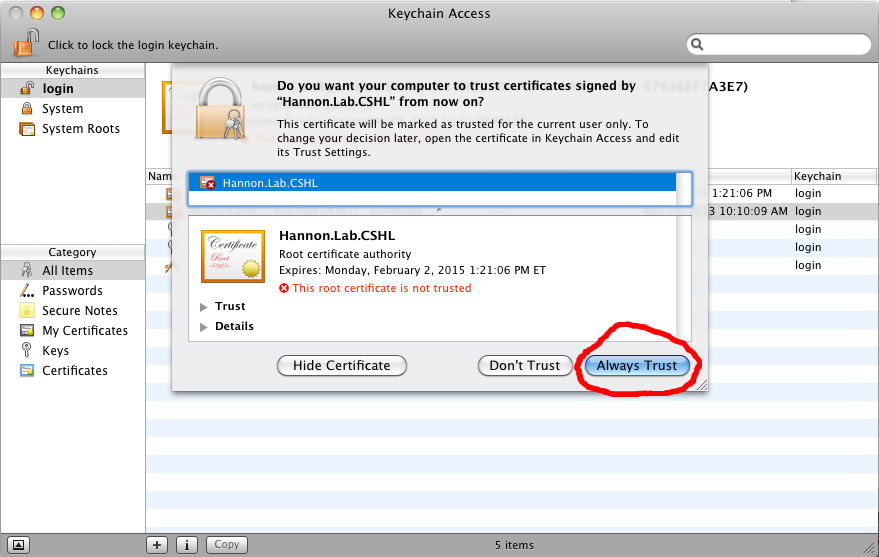 Keychain Access
Click to lock the login keychain.
Keychains
login
System
System Roots
Category
All Items
Passwords
Secure Notes
My Certificates
Keys
Certificates
Do you want your computer to trust certificates signed by
“Hannon.Lab.CSHL” from now on?
This certificate will be marked as trusted for the current user only. To
change your decision later, open the certificate in Keychain Access and edit
its Trust Settings.
Hannon.Lab.CSHL
Certificate
Root
Hannon.Lab.CSHL
Root certificate authority
Expires: Monday, February 2, 2015 1:21:06 PM ET
This root certificate is not trusted
Trust
Details
Hide Certificate
Don't Trust
Always Trust
A3E7)
Nam
Keychain
1:21:06 PM
login
3 10:10:09 AM
login
login
login
login
Copy
5 items